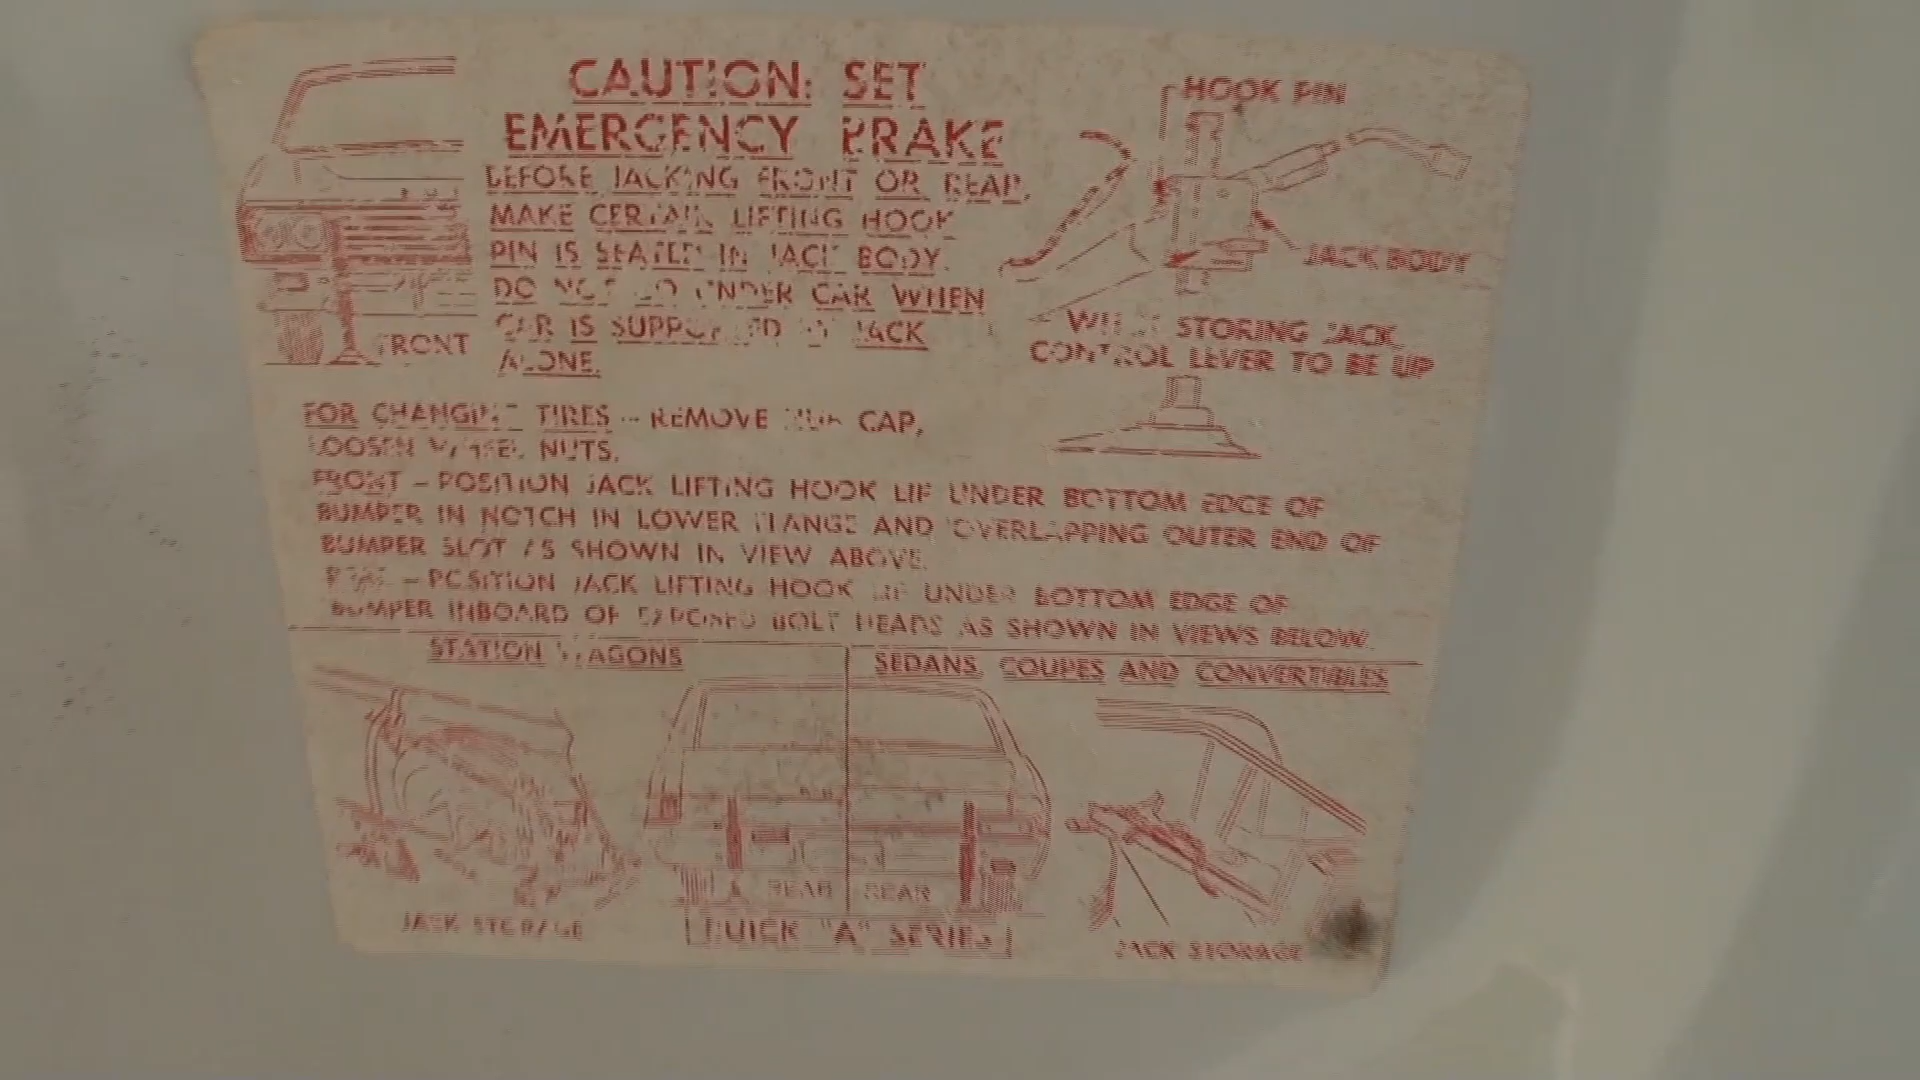 CAUTION: SET
EMERGENCY BRAKE
BEFORE JACKING FRONT OR REAR,
MAKE CERTAIN LIFTING HOOK
PIN IS SEATED IN JACK BODY.
DO NOT GO UNDER CAR WHEN
CAR IS SUPPORTED BY JACK
ALONE.
FRONT
HOOK PIN
JACK BODY
WHEN STORING JACK
CONTROL LEVER TO BE UP
FOR CHANGING TIRES - REMOVE HUB CAP,
LOOSEN WHEEL NUTS.
FRONT - POSITION JACK LIFTING HOOK LIP UNDER BOTTOM EDGE OF
BUMPER IN NOTCH IN LOWER FLANGE AND OVERLAPPING OUTER END OF
BUMPER SLOT AS SHOWN IN VIEW ABOVE.
REAR - POSITION JACK LIFTING HOOK LIP UNDER BOTTOM EDGE OF
BUMPER INBOARD OF EXPOSED BOLT HEADS AS SHOWN IN VIEWS BELOW.
STATION WAGONS
SEDANS, COUPES AND CONVERTIBLES
REAR
REAR
JACK STORAGE
BUICK "A" SERIES
JACK STORAGE